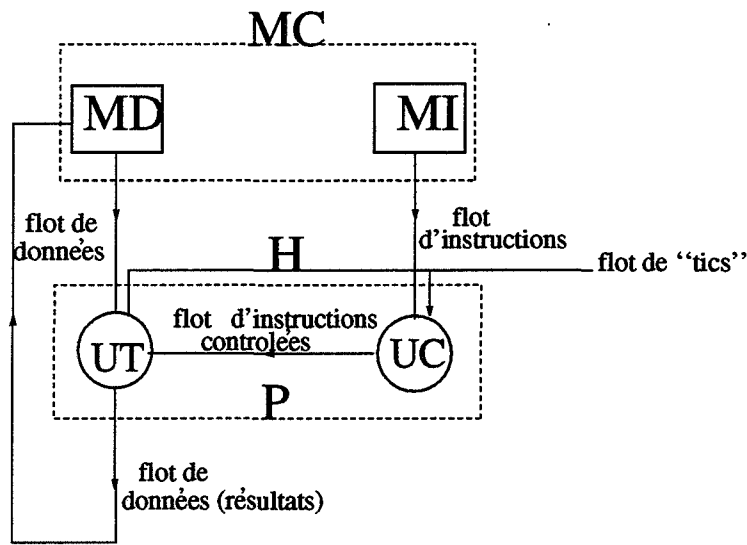 MC
MD
MI
flot de
données
flot
d'instructions
H
flot de “tics”
flot d'instructions
controlées
UT
UC
P
flot de
données (résultats)